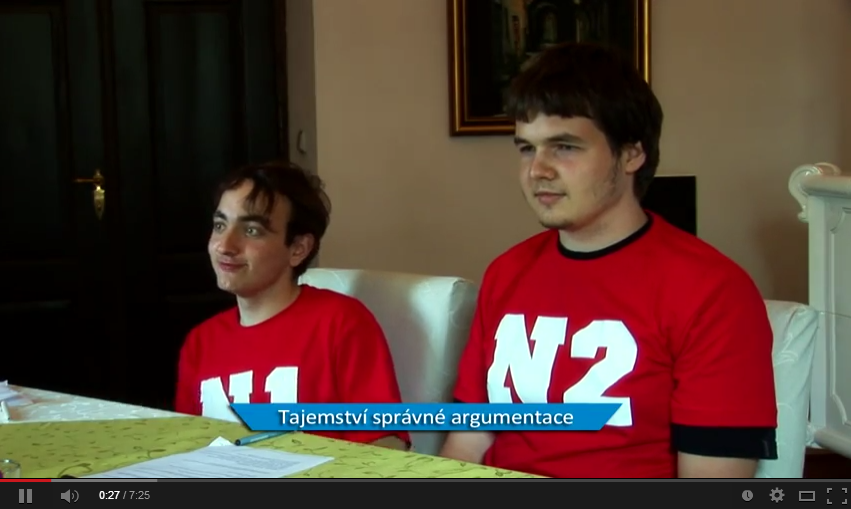 N1
N2
Tajemství správné argumentace
0:27 / 7:25